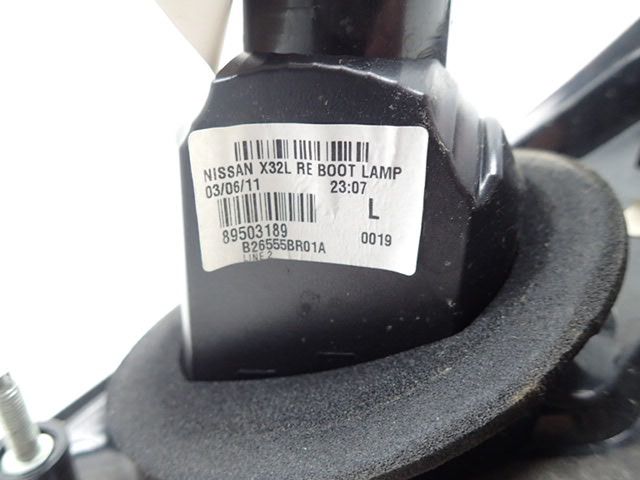 NISSAN X32L RE BOOT LAMP
03/06/11 23:07
L
89503189 0019
B26555BR01A
LINE 2